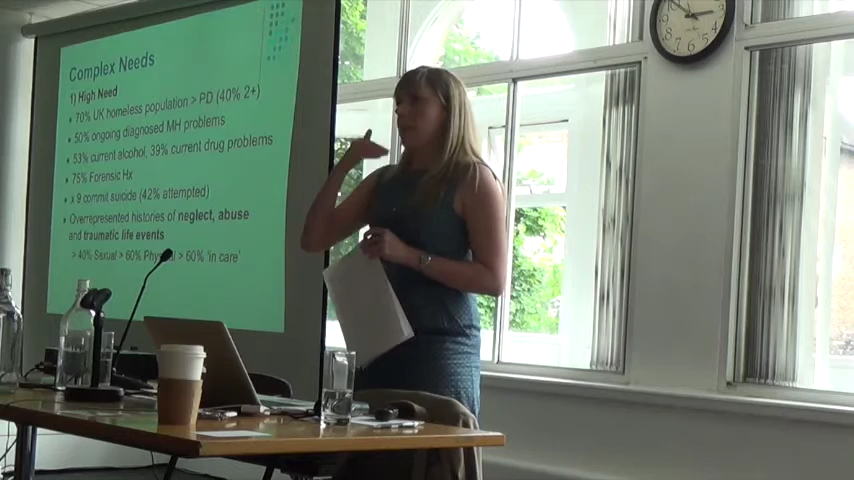 Complex Needs
1) High Need
• 70% UK homeless population > PD (40% 2+)
• 50% ongoing diagnosed MH problems
• 53% current alcohol, 39% current drug problems
• 75% Forensic Hx
• x 9 commit suicide (42% attempted)
• Overrepresented histories of neglect, abuse
and traumatic life events
> 40% Sexual > 60% Physical > 60% 'in care'